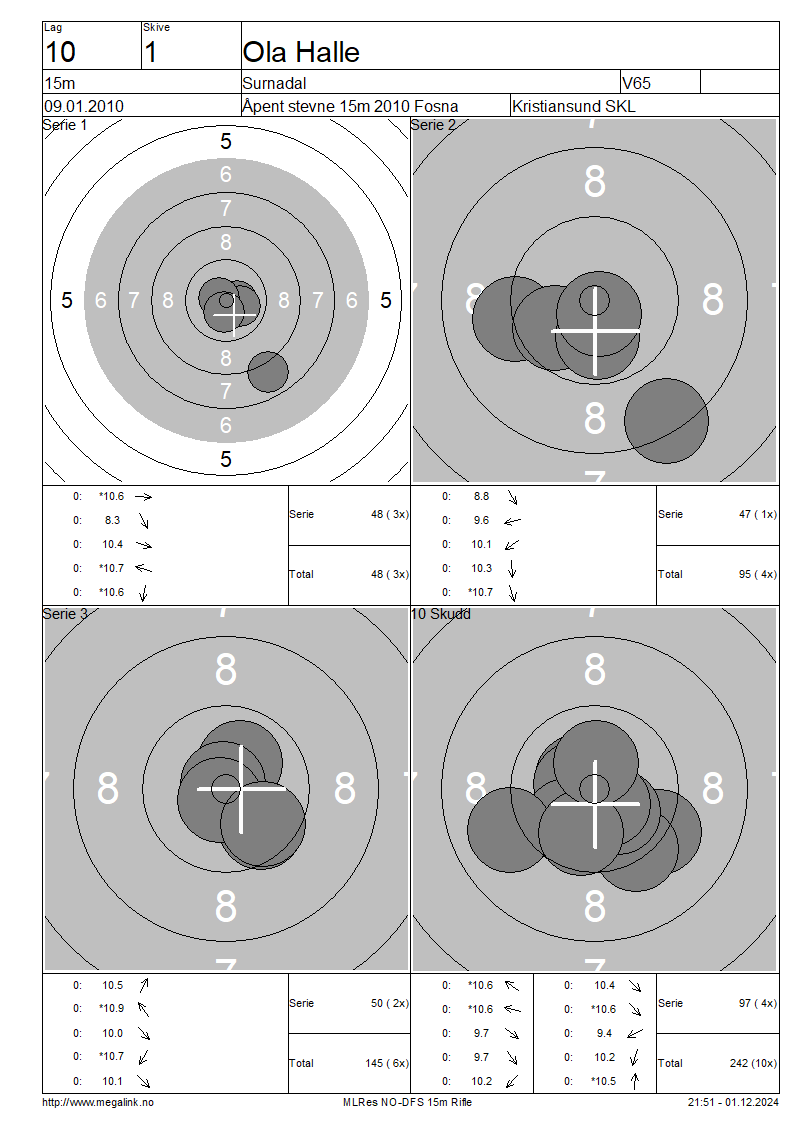 Lag
Skive
10
1
Ola Halle
15m
Surnadal
V65
09.01.2010
Åpent stevne 15m 2010 Fosna
Kristiansund SKL
Serie 1
5
6
7
8
5 6 7 8 8 7 6 5
8
7
6
5
Serie 2
7
8
7 8 8 7
8
7
0: *10.6
0: 8.3
0: 10.4
0: *10.7
0: *10.6
Serie 48 ( 3x)
Total 48 ( 3x)
0: 8.8
0: 9.6
0: 10.1
0: 10.3
0: *10.7
Serie 47 ( 1x)
Total 95 ( 4x)
Serie 3
7
8
7 8 8 7
8
7
10 Skudd
7
8
7 8 8 7
8
7
0: 10.5
0: *10.9
0: 10.0
0: *10.7
0: 10.1
Serie 50 ( 2x)
Total 145 ( 6x)
0: *10.6
0: *10.6
0: 9.7
0: 9.7
0: 10.2
0: 10.4
0: *10.6
0: 9.4
0: 10.2
0: *10.5
Serie 97 ( 4x)
Total 242 (10x)
http://www.megalink.no
MLRes NO-DFS 15m Rifle
21:51 - 01.12.2024